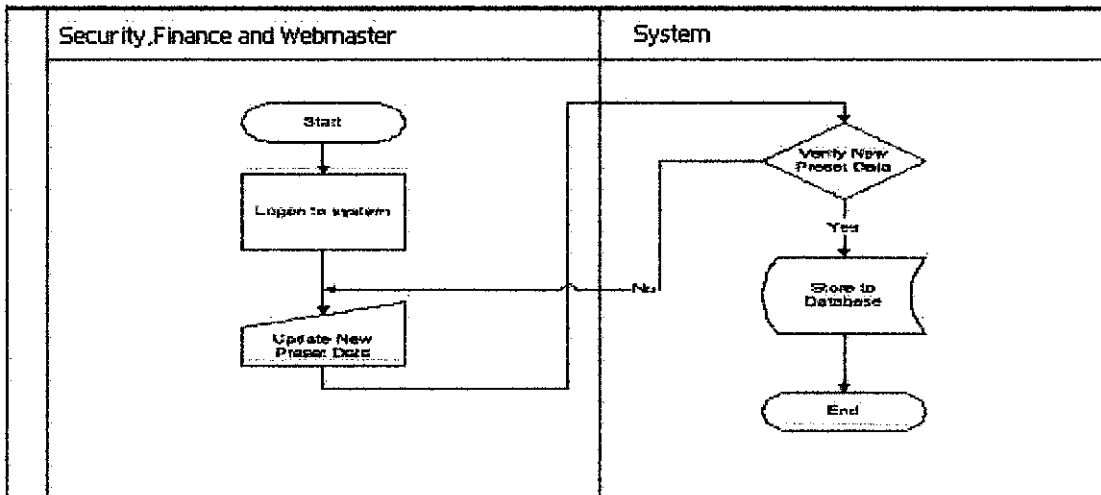 Security,Finance and Webmaster
System
Start
Logon to system
Update New
Preset Data
Verify New
Preset Data
Yes
No
Store to
Database
End